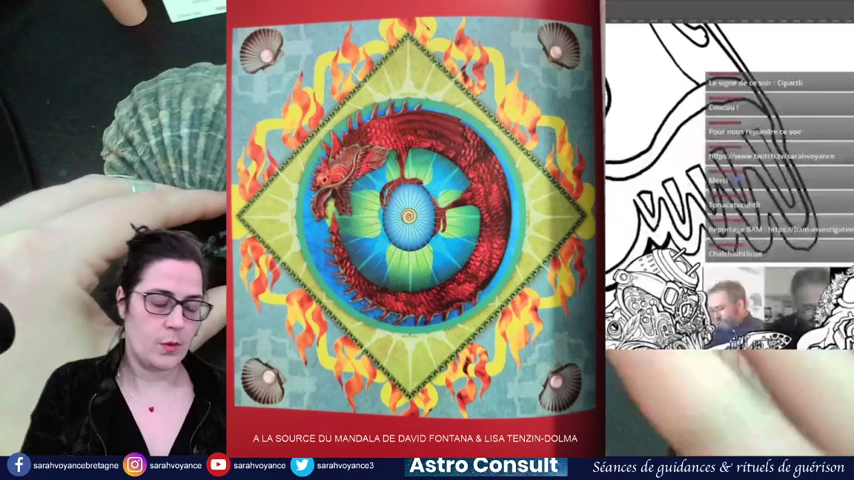 Le signe de ce soir : Cipactli
Coucou !
Pour nous rejoindre ce soir
https://www.twitch.tv/sarahvoyance
Merci
Tonacatecuhtli
Reportage BAM : https://bam-investigation
Chalchiuhtlicue
A LA SOURCE DU MANDALA DE DAVID FONTANA & LISA TENZIN-DOLMA
sarahvoyancebretagne
sarahvoyance
sarahvoyance
sarahvoyance3
Astro Consult
Séances de guidances & rituels de guérison